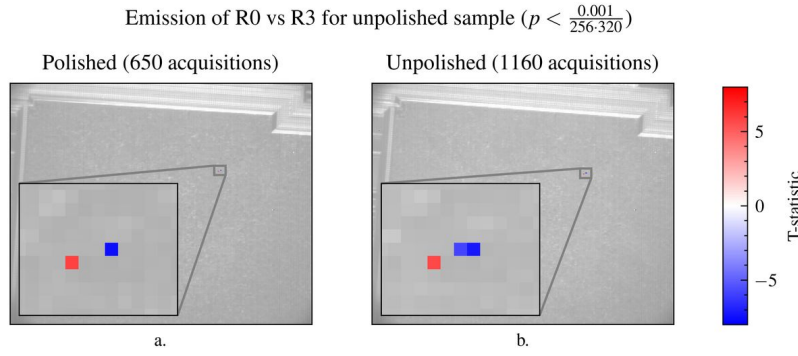 Emission of R0 vs R3 for unpolished sample (p < 0.001/256·320)
Polished (650 acquisitions)
Unpolished (1160 acquisitions)
5
0
−5
T-statistic
a.
b.